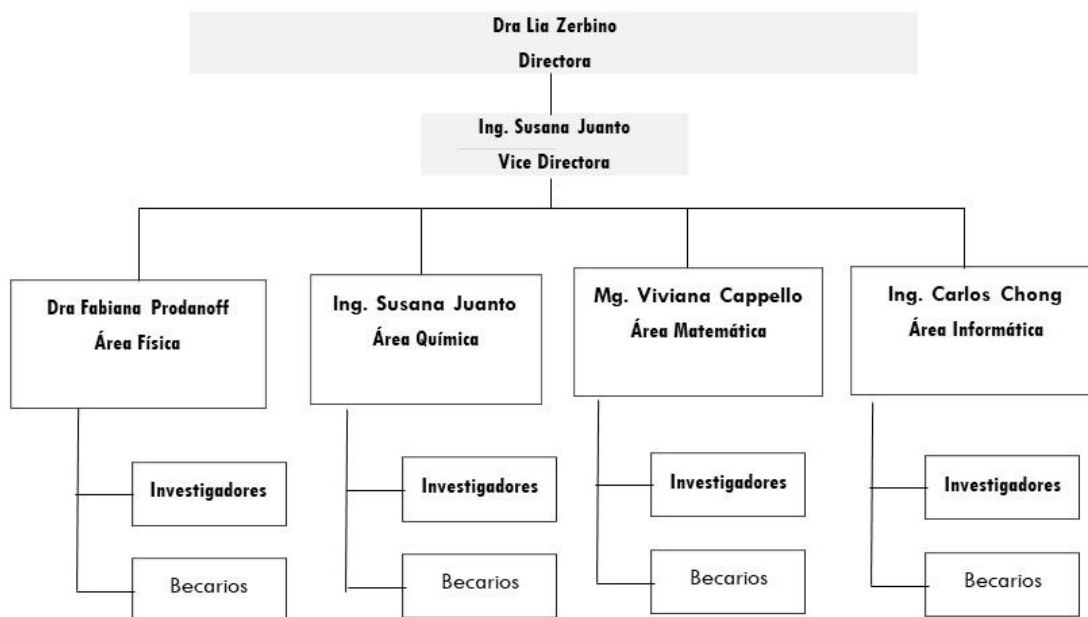 Dra Lia Zerbino
Directora
Ing. Susana Juanto
Vice Directora
Dra Fabiana Prodanoff
Área Física
Ing. Susana Juanto
Área Química
Mg. Viviana Cappello
Área Matemática
Ing. Carlos Chong
Área Informática
Investigadores
Investigadores
Investigadores
Investigadores
Becarios
Becarios
Becarios
Becarios